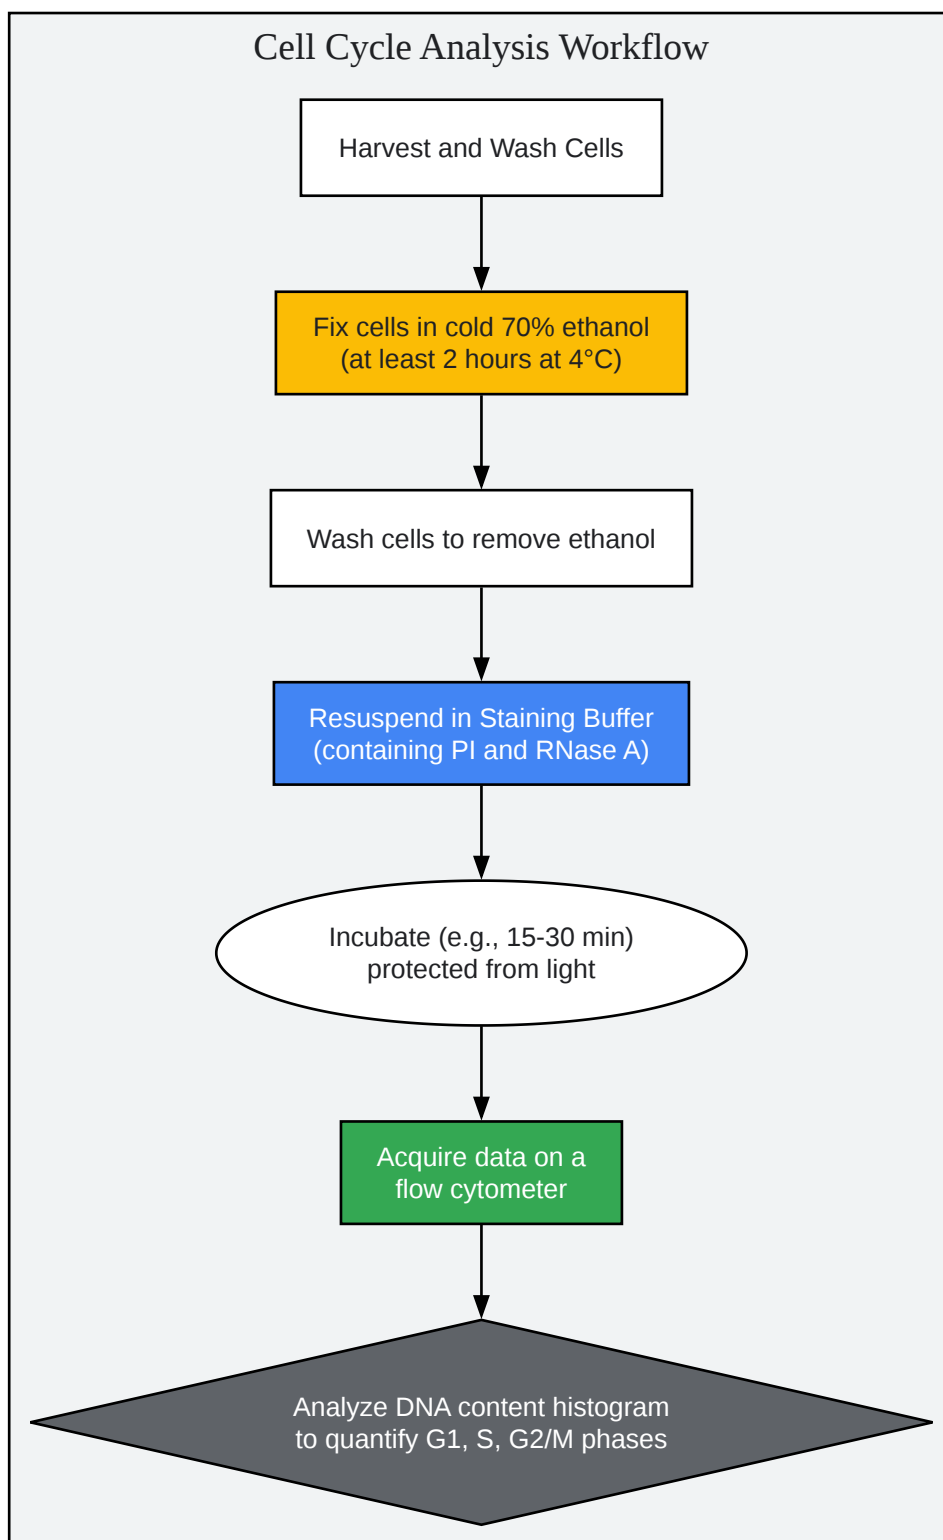 Cell Cycle Analysis Workflow
Harvest and Wash Cells
Fix cells in cold 70% ethanol
(at least 2 hours at 4°C)
Wash cells to remove ethanol
Resuspend in Staining Buffer
(containing PI and RNase A)
Incubate (e.g., 15-30 min)
protected from light
Acquire data on a
flow cytometer
Analyze DNA content histogram
to quantify G1, S, G2/M phases